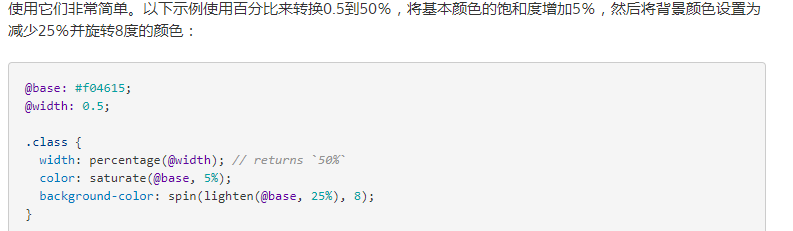 使用它们非常简单。以下示例使用百分比来转换0.5到50%，将基本颜色的饱和度增加5%，然后将背景颜色设置为
减少25%并旋转8度的颜色：
@base: #f04615;
@width: 0.5;
.class {
  width: percentage(@width); // returns `50%`
  color: saturate(@base, 5%);
  background-color: spin(lighten(@base, 25%), 8);
}